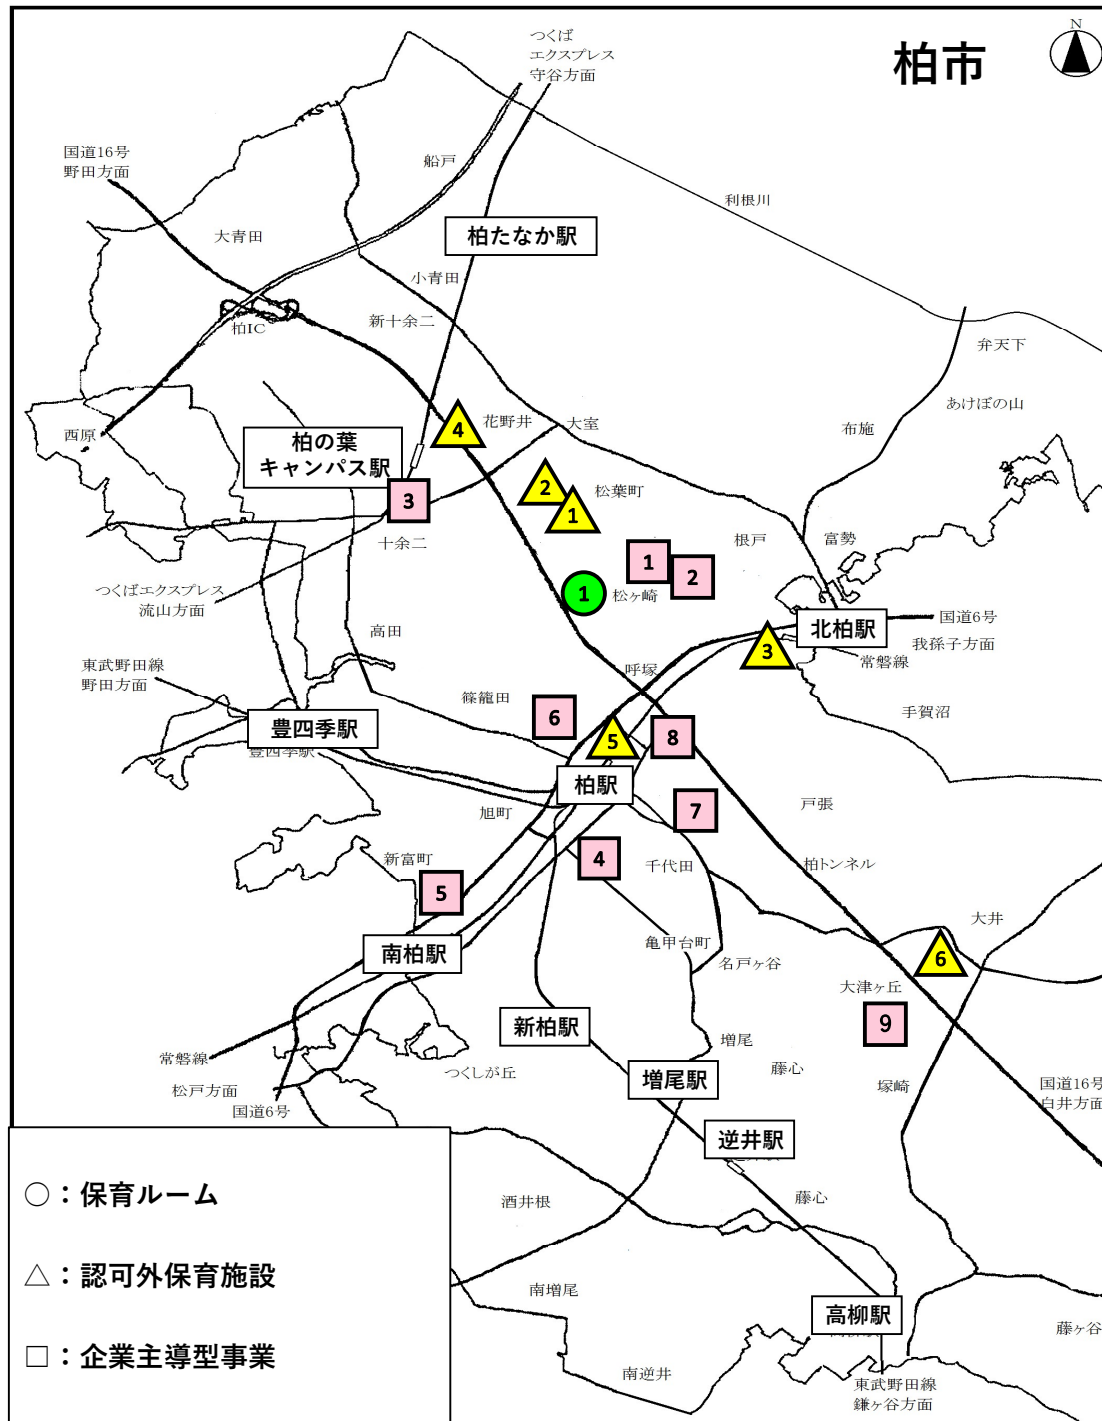 つくば
エクスプレス
守谷方面
柏市
N
国道16号
野田方面
船戸
利根川
大青田
柏たなか駅
小青田
柏IC
新十余二
弁天下
あけぼの山
布施
西原
柏の葉
キャンパス駅
4
花野井
大室
3
2
松葉町
1
十余二
根戸
富勢
1
2
つくばエクスプレス
流山方面
1
松ヶ崎
国道6号
我孫子方面
北柏駅
高田
3
常磐線
東武野田線
野田方面
呼塚
篠籠田
手賀沼
豊四季駅
豊四季駅
6
5
8
柏駅
旭町
7
戸張
新富町
4
千代田
柏トンネル
5
大井
南柏駅
亀甲台町
名戸ヶ谷
6
大津ヶ丘
新柏駅
9
常磐線
松戸方面
国道6号
つくしが丘
増尾
増尾駅
藤心
塚崎
国道16号
白井方面
逆井駅
○：保育ルーム
酒井根
藤心
△：認可外保育施設
南増尾
高柳駅
藤ヶ谷
□：企業主導型事業
南逆井
東武野田線
鎌ヶ谷方面